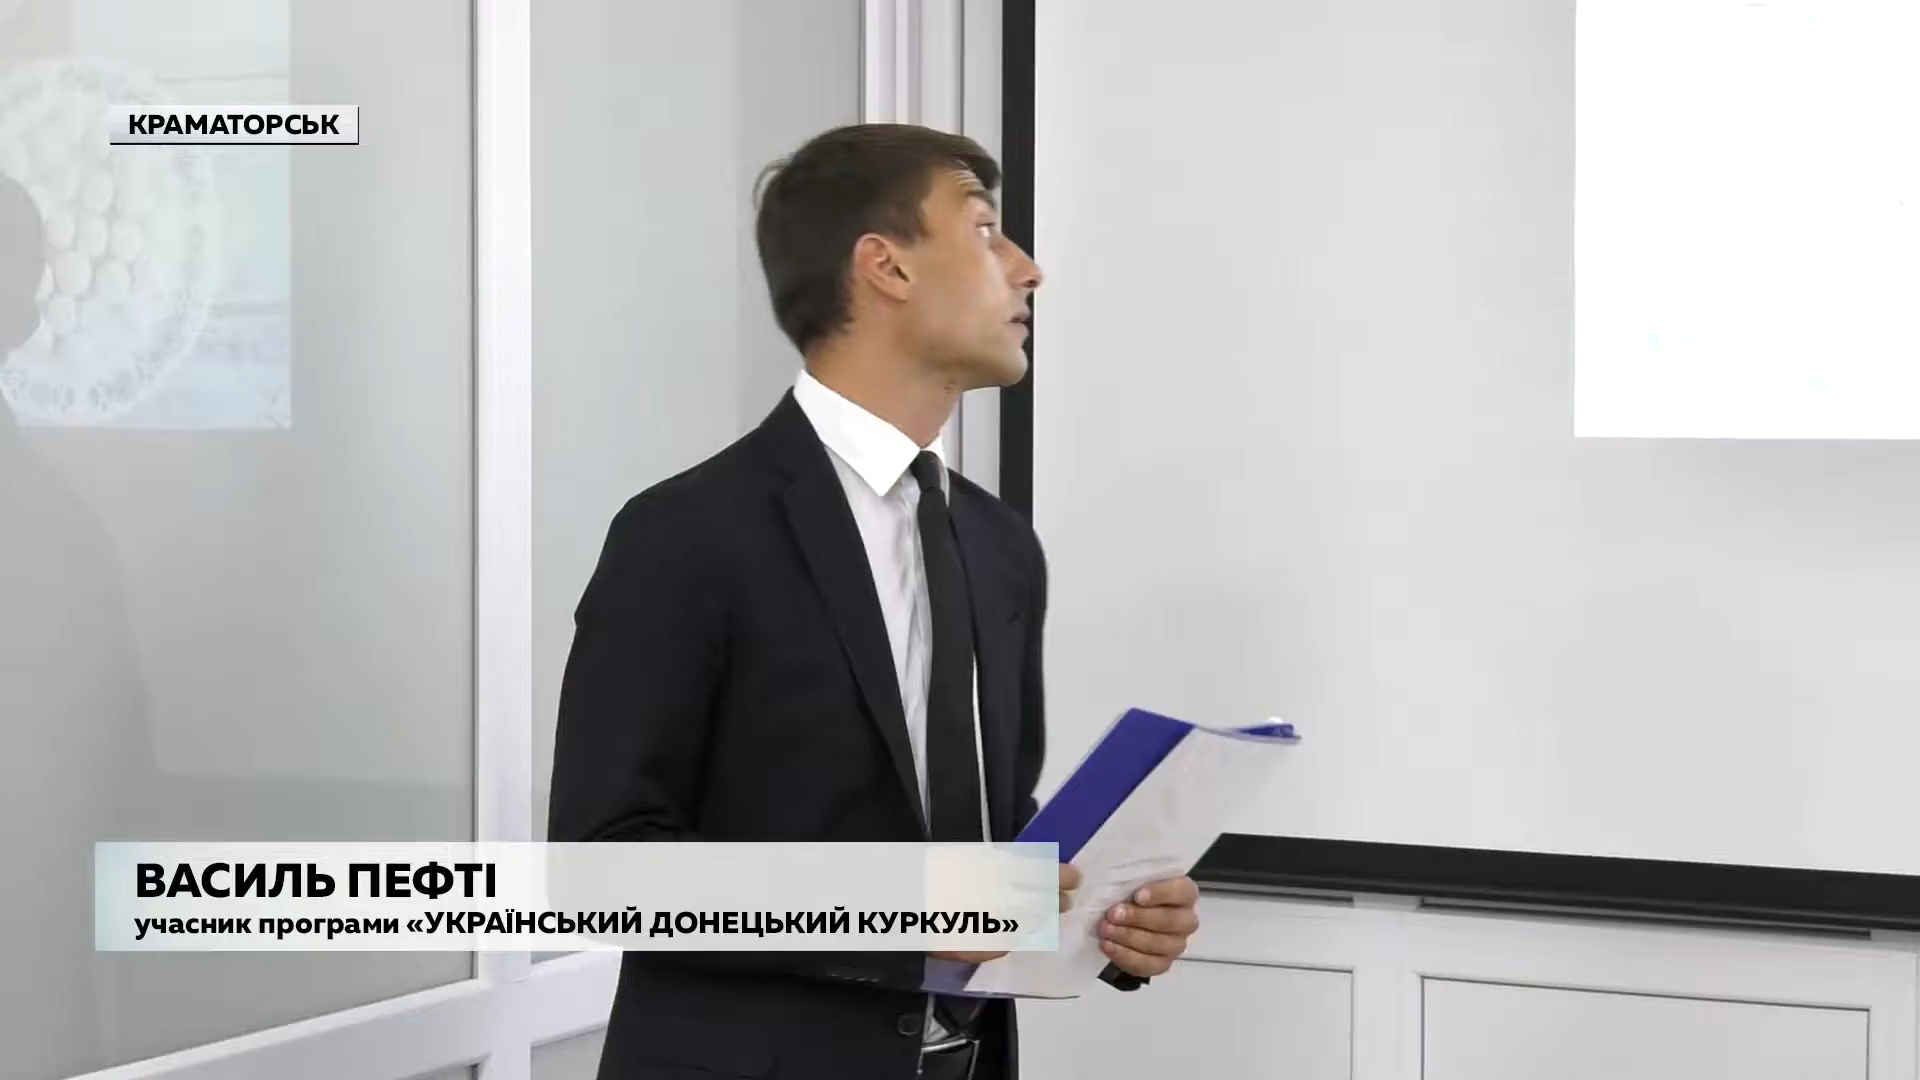 КРАМАТОРСЬК
ВАСИЛЬ ПЕФТІ
учасник програми «УКРАЇНСЬКИЙ ДОНЕЦЬКИЙ КУРКУЛЬ»